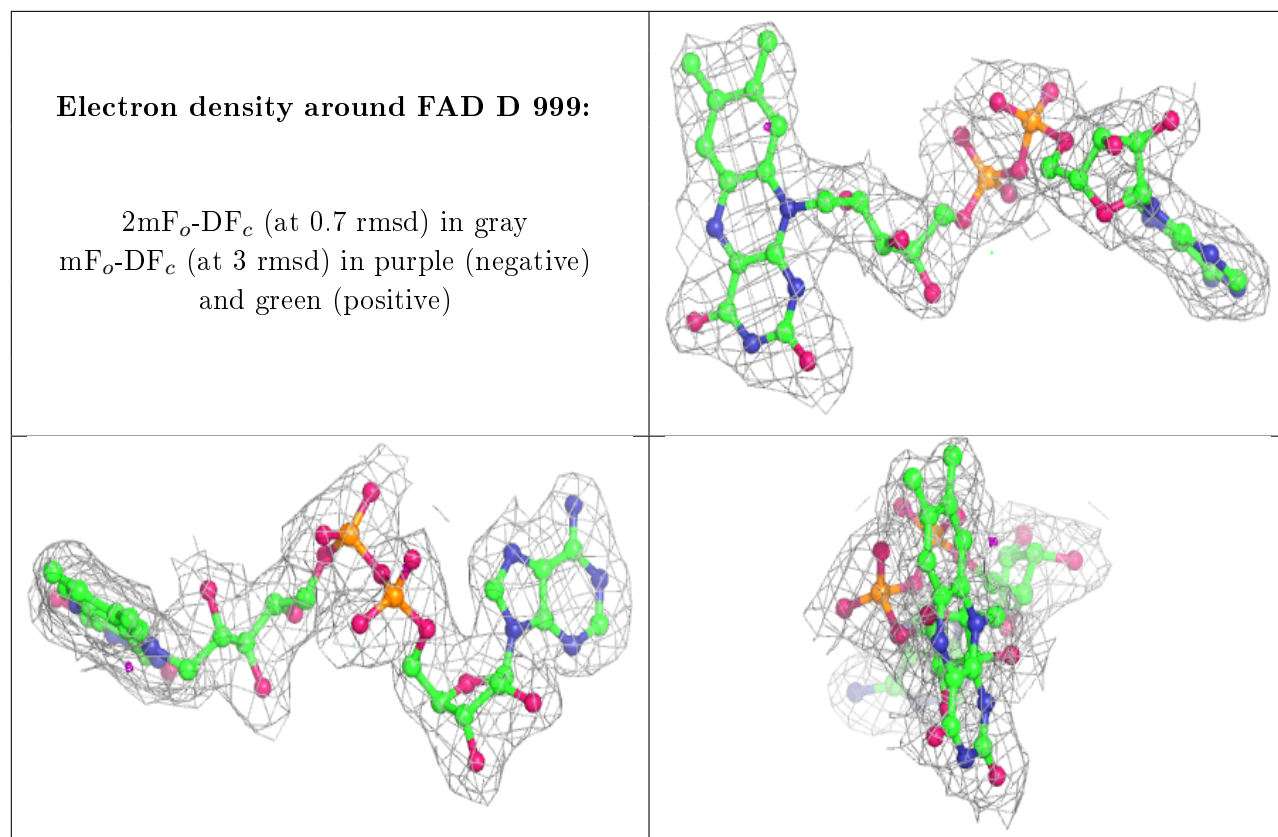 Electron density around FAD D 999:
2mFo-DFc (at 0.7 rmsd) in gray
mFo-DFc (at 3 rmsd) in purple (negative)
and green (positive)